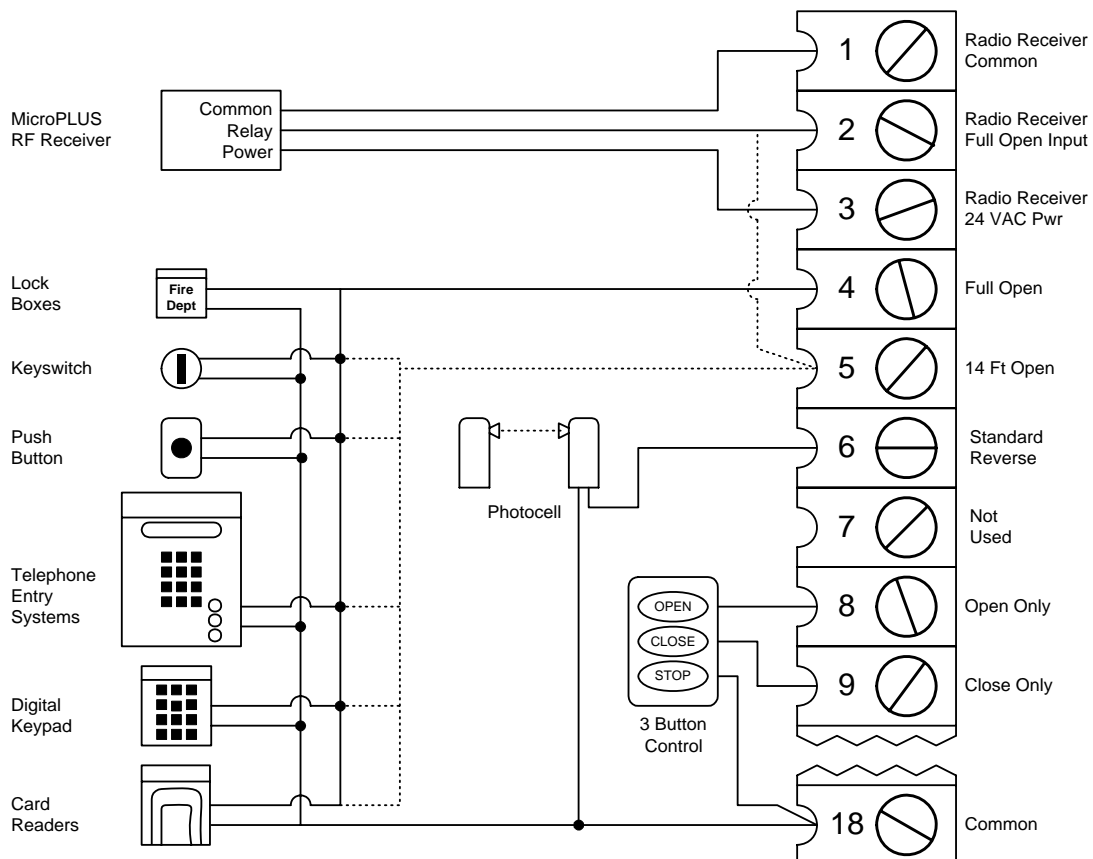 MicroPLUS
RF Receiver
Common
Relay
Power
Lock
Boxes
Fire
Dept
Keyswitch
Push
Button
Telephone
Entry
Systems
Digital
Keypad
Card
Readers
Photocell
OPEN
CLOSE
STOP
3 Button
Control
1
Radio Receiver
Common
2
Radio Receiver
Full Open Input
3
Radio Receiver
24 VAC Pwr
4
Full Open
5
14 Ft Open
6
Standard
Reverse
7
Not
Used
8
Open Only
9
Close Only
18
Common